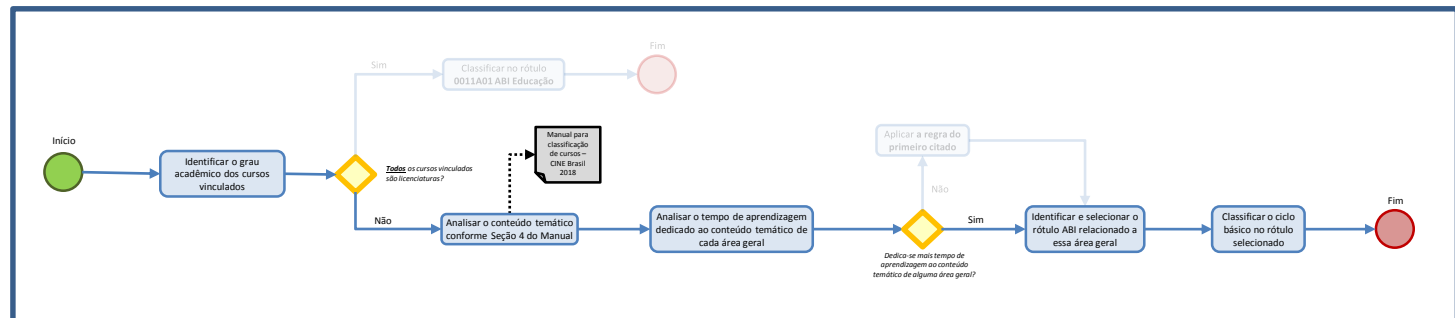 Fim
Sim
Classificar no rótulo
0011A01 ABI Educação
Início
Identificar o grau
acadêmico dos cursos
vinculados
Todos os cursos vinculados
são licenciaturas?
Manual para
classificação
de cursos –
CINE Brasil
2018
Não
Analisar o conteúdo temático
conforme Seção 4 do Manual
Analisar o tempo de aprendizagem
dedicado ao conteúdo temático de
cada área geral
Aplicar a regra do
primeiro citado
Não
Sim
Dedica-se mais tempo de
aprendizagem ao conteúdo
temático de alguma área geral?
Identificar e selecionar o
rótulo ABI relacionado a
essa área geral
Classificar o ciclo
básico no rótulo
selecionado
Fim